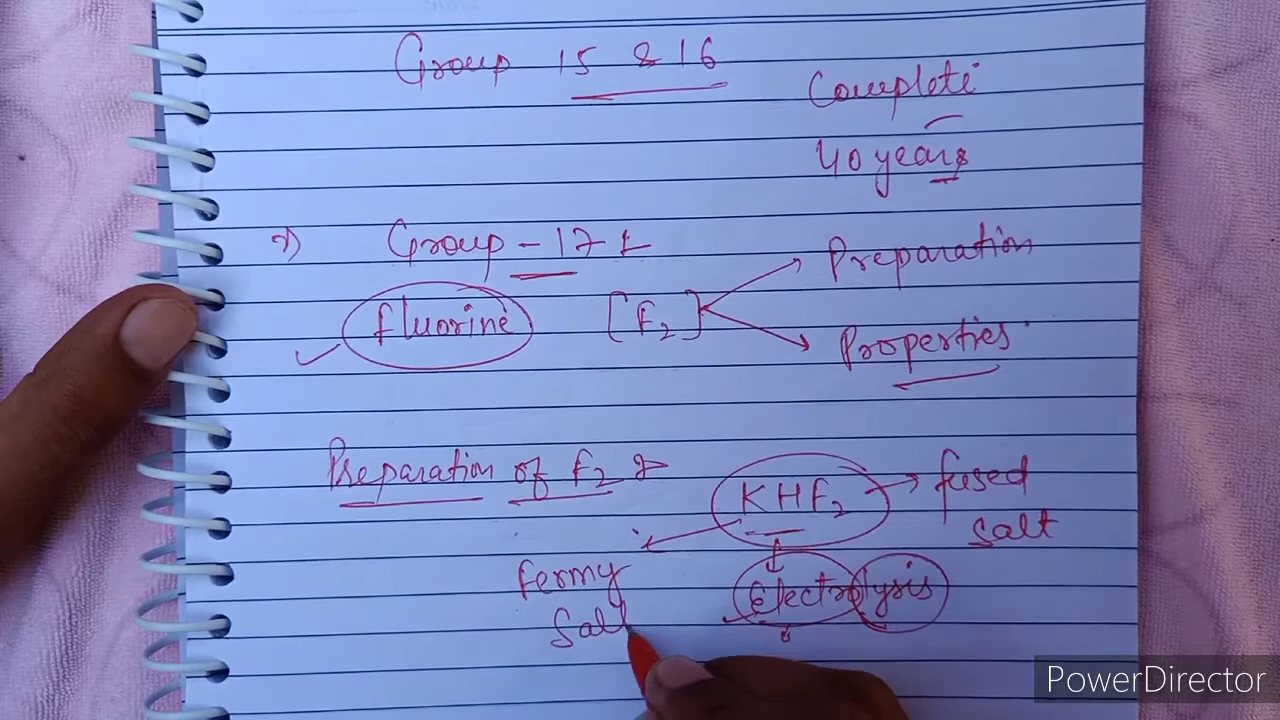 Group 15 & 16
Complete
40 years
Group - 17
Preparation
fluorine [F2]
Properties
Preparation of F2
KHF2 → fused
salt
fermy
Salt
Electrolysis
PowerDirector